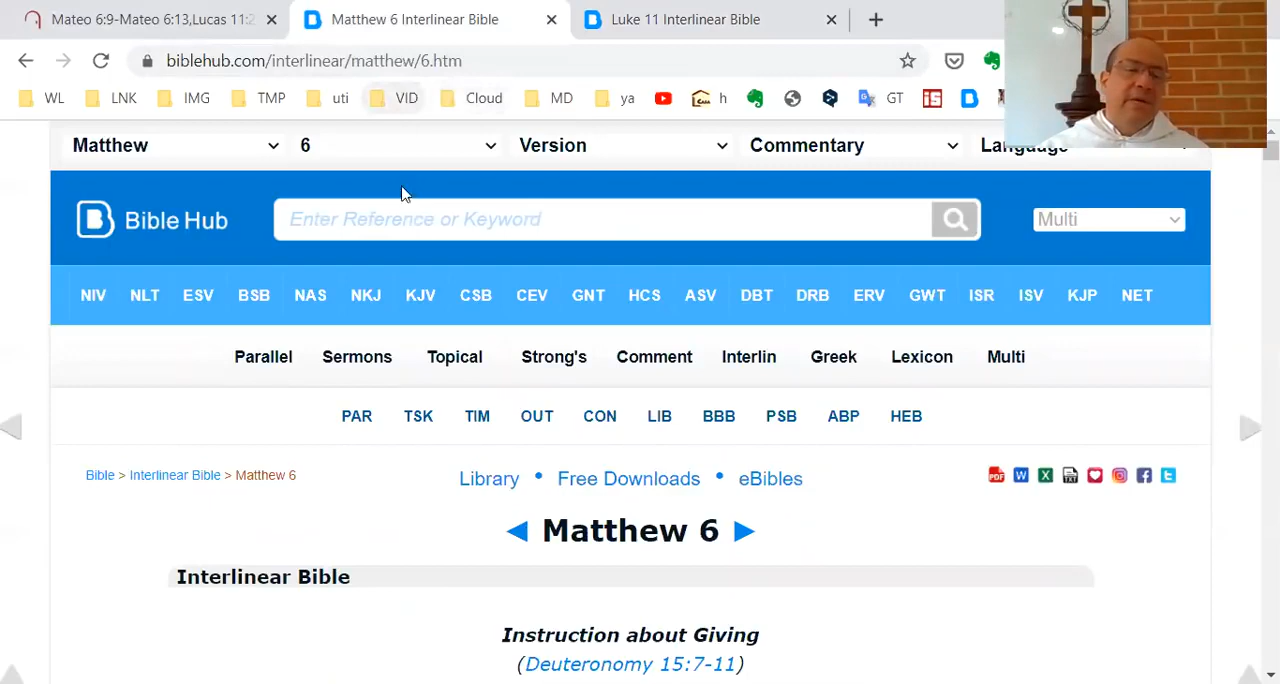 Mateo 6:9-Mateo 6:13,Lucas 11:2
Matthew 6 Interlinear Bible
Luke 11 Interlinear Bible
biblehub.com/interlinear/matthew/6.htm
WL LNK IMG TMP uti VID Cloud MD ya h GT
Matthew 6 Version Commentary Language
Bible Hub Enter Reference or Keyword Multi
NIV NLT ESV BSB NAS NKJ KJV CSB CEV GNT HCS ASV DBT DRB ERV GWT ISR ISV KJP NET
Parallel Sermons Topical Strong's Comment Interlin Greek Lexicon Multi
PAR TSK TIM OUT CON LIB BBB PSB ABP HEB
Bible > Interlinear Bible > Matthew 6 Library • Free Downloads • eBibles
◀ Matthew 6 ▶
Interlinear Bible
Instruction about Giving
(Deuteronomy 15:7-11)